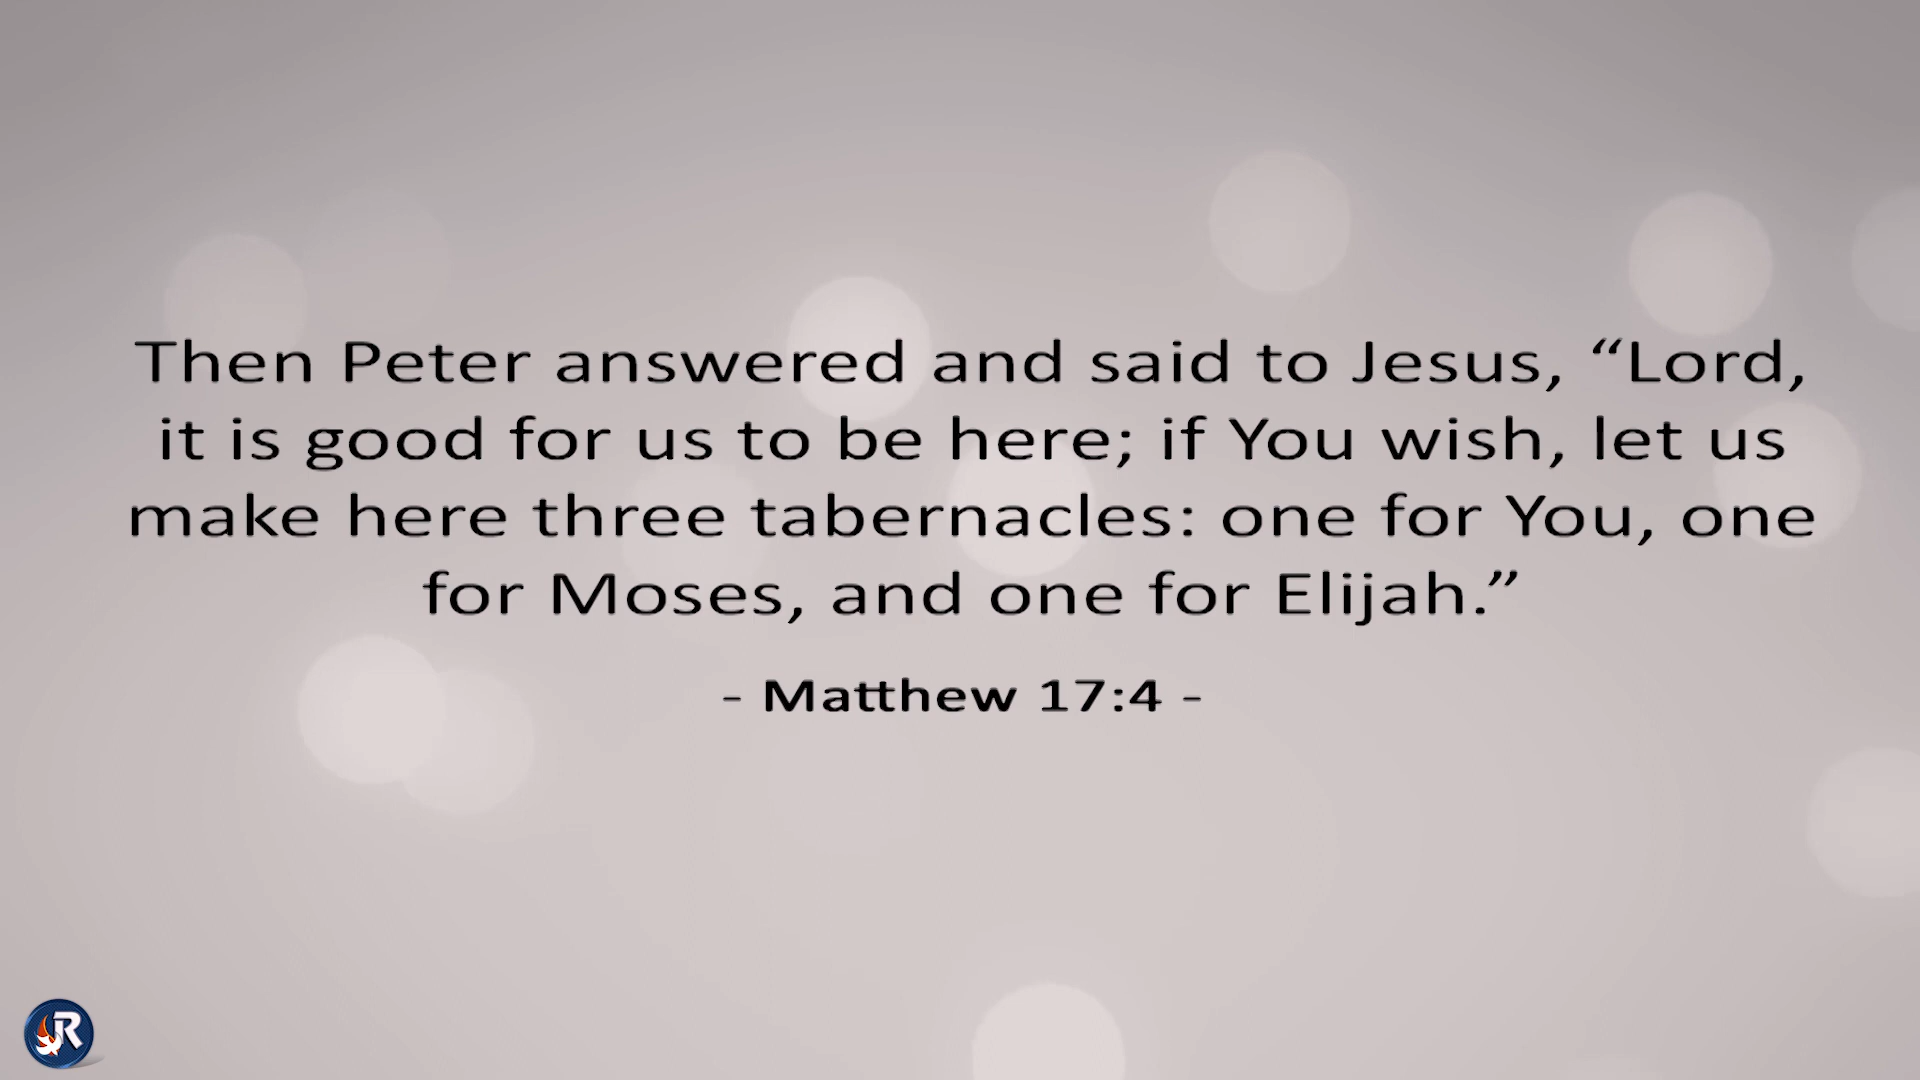 Then Peter answered and said to Jesus, “Lord,
it is good for us to be here; if You wish, let us
make here three tabernacles: one for You, one
for Moses, and one for Elijah.”
- Matthew 17:4 -
R